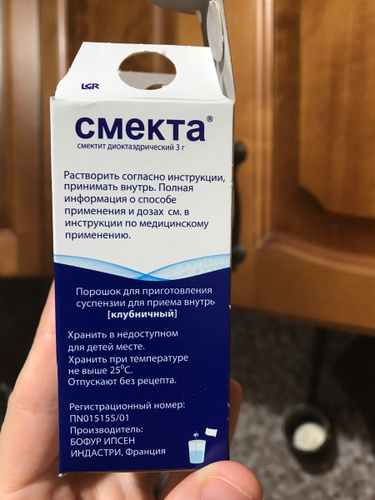 LGR
смекта®
смектит диоктаэдрический 3 г
Растворить согласно инструкции,
принимать внутрь. Полная
информация о способе
применения и дозах см. в
инструкции по медицинскому
применению.
Порошок для приготовления
суспензии для приема внутрь
[клубничный]
Хранить в недоступном
для детей месте.
Хранить при температуре
не выше 25⁰С.
Отпускают без рецепта.
Регистрационный номер:
ПN015155/01
Производитель:
БОФУР ИПСЕН
ИНДАСТРИ, Франция